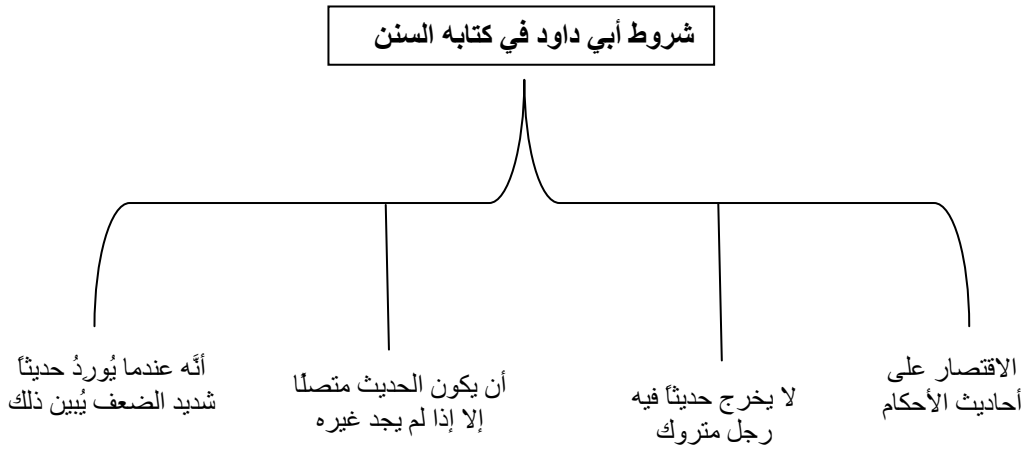 شروط أبي داود في كتابه السنن
الاقتصار على
أحاديث الأحكام
لا يخرج حديثاً فيه
رجل متروك
أن يكون الحديث متصلًا
إلا إذا لم يجد غيره
أنَّه عندما يُورِدُ حديثاً
شديد الضعف يُبين ذلك